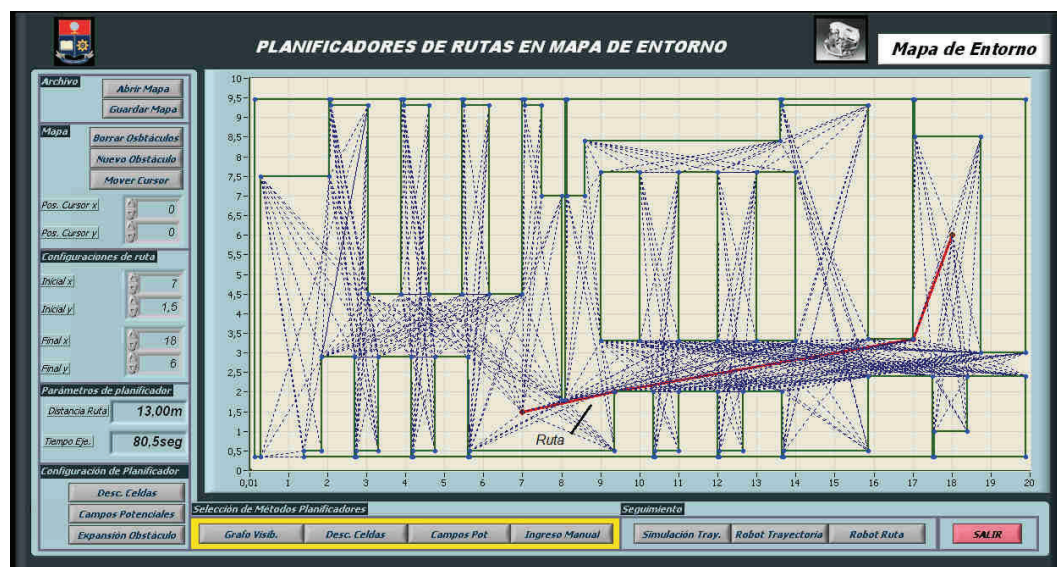 PLANIFICADORES DE RUTAS EN MAPA DE ENTORNO
Mapa de Entorno
Archivo
Abrir Mapa
Guardar Mapa
Mapa
Borrar Osbtáculos
Nuevo Obstáculo
Mover Cursor
Pos. Cursor x 0
Pos. Cursor y 0
Configuraciones de ruta
Inicial x 7
Inicial y 1,5
Final x 18
Final y 6
Parámetros de planificador
Distancia Ruta 13,00m
Tiempo Eje. 80,5seg
Configuración de Planificador
Desc. Celdas
Campos Potenciales
Expansión Obstáculo
10
9,5
9
8,5
8
7,5
7
6,5
6
5,5
5
4,5
4
3,5
3
2,5
2
1,5
1
0,5
0
0,01 1 2 3 4 5 6 7 8 9 10 11 12 13 14 15 16 17 18 19 20
Ruta
Selección de Métodos Planificadores
Grafo Visib. Desc. Celdas Campos Pot Ingreso Manual
Seguimiento
Simulación Tray. Robot Trayectoria Robot Ruta
SALIR